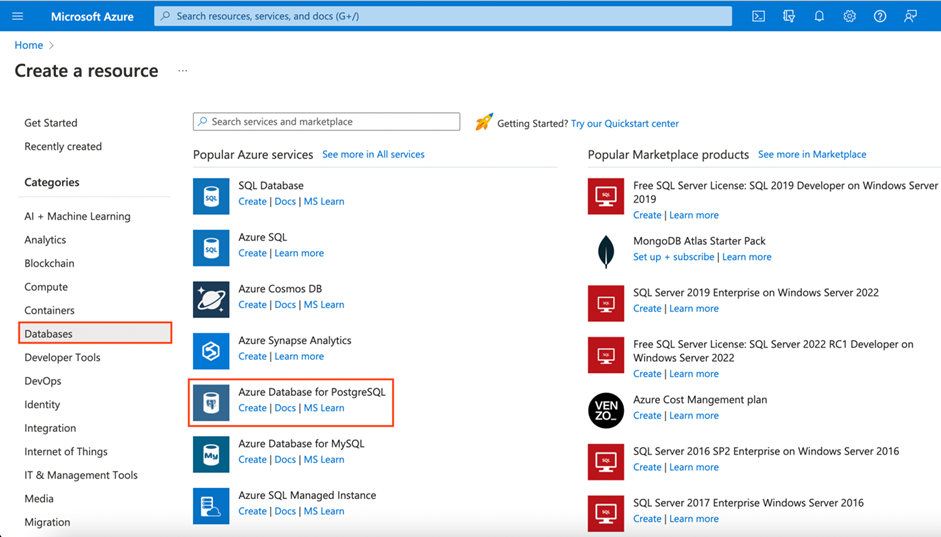 Microsoft Azure
Search resources, services, and docs (G+/)
Home
Create a resource
...
Get Started
Recently created
Categories
AI + Machine Learning
Analytics
Blockchain
Compute
Containers
Databases
Developer Tools
DevOps
Identity
Integration
Internet of Things
IT & Management Tools
Media
Migration
Search services and marketplace
Getting Started? Try our Quickstart center
Popular Azure services See more in All services
SQL
SQL Database
Create | Docs | MS Learn
SQL
Azure SQL
Create | Learn more
Azure Cosmos DB
Create | Docs | MS Learn
Azure Synapse Analytics
Create | Learn more
Azure Database for PostgreSQL
Create | Docs | MS Learn
My
Azure Database for MySQL
Create | Docs | MS Learn
Azure SQL Managed Instance
Create | Docs | MS Learn
Popular Marketplace products See more in Marketplace
SQL
Free SQL Server License: SQL 2019 Developer on Windows Server
2019
Create | Learn more
MongoDB Atlas Starter Pack
Set up + subscribe | Learn more
SQL
SQL Server 2019 Enterprise on Windows Server 2022
Create | Learn more
SQL
Free SQL Server License: SQL Server 2022 RC1 Developer on
Windows Server 2022
Create | Learn more
VEN
ZO_
Azure Cost Mangement plan
Create | Learn more
SQL
SQL Server 2016 SP2 Enterprise on Windows Server 2016
Create | Learn more
SQL
SQL Server 2017 Enterprise Windows Server 2016
Create | Learn more